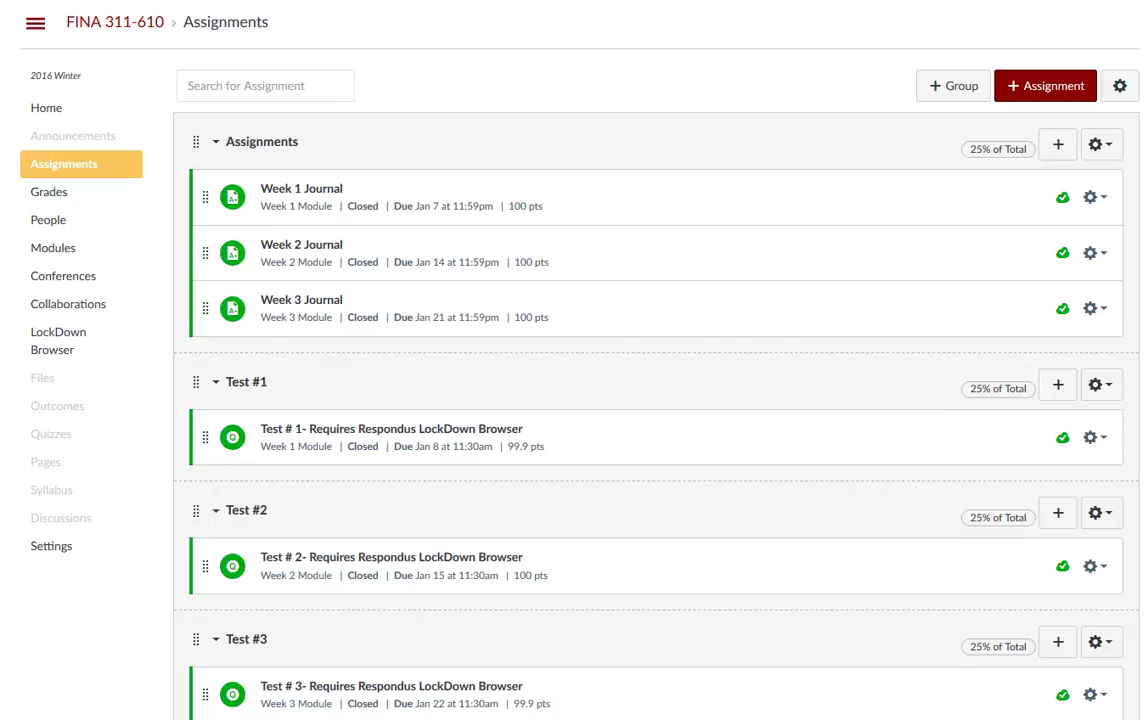 FINA 311-610 › Assignments
2016 Winter
Home
Announcements
Assignments
Grades
People
Modules
Conferences
Collaborations
LockDown
Browser
Files
Outcomes
Quizzes
Pages
Syllabus
Discussions
Settings
Search for Assignment
+ Group
+ Assignment
Assignments
25% of Total
+
Week 1 Journal
Week 1 Module | Closed | Due Jan 7 at 11:59pm | 100 pts
Week 2 Journal
Week 2 Module | Closed | Due Jan 14 at 11:59pm | 100 pts
Week 3 Journal
Week 3 Module | Closed | Due Jan 21 at 11:59pm | 100 pts
Test #1
25% of Total
+
Test # 1- Requires Respondus LockDown Browser
Week 1 Module | Closed | Due Jan 8 at 11:30am | 99.9 pts
Test #2
25% of Total
+
Test # 2- Requires Respondus LockDown Browser
Week 2 Module | Closed | Due Jan 15 at 11:30am | 100 pts
Test #3
25% of Total
+
Test # 3- Requires Respondus LockDown Browser
Week 3 Module | Closed | Due Jan 22 at 11:30am | 99.9 pts